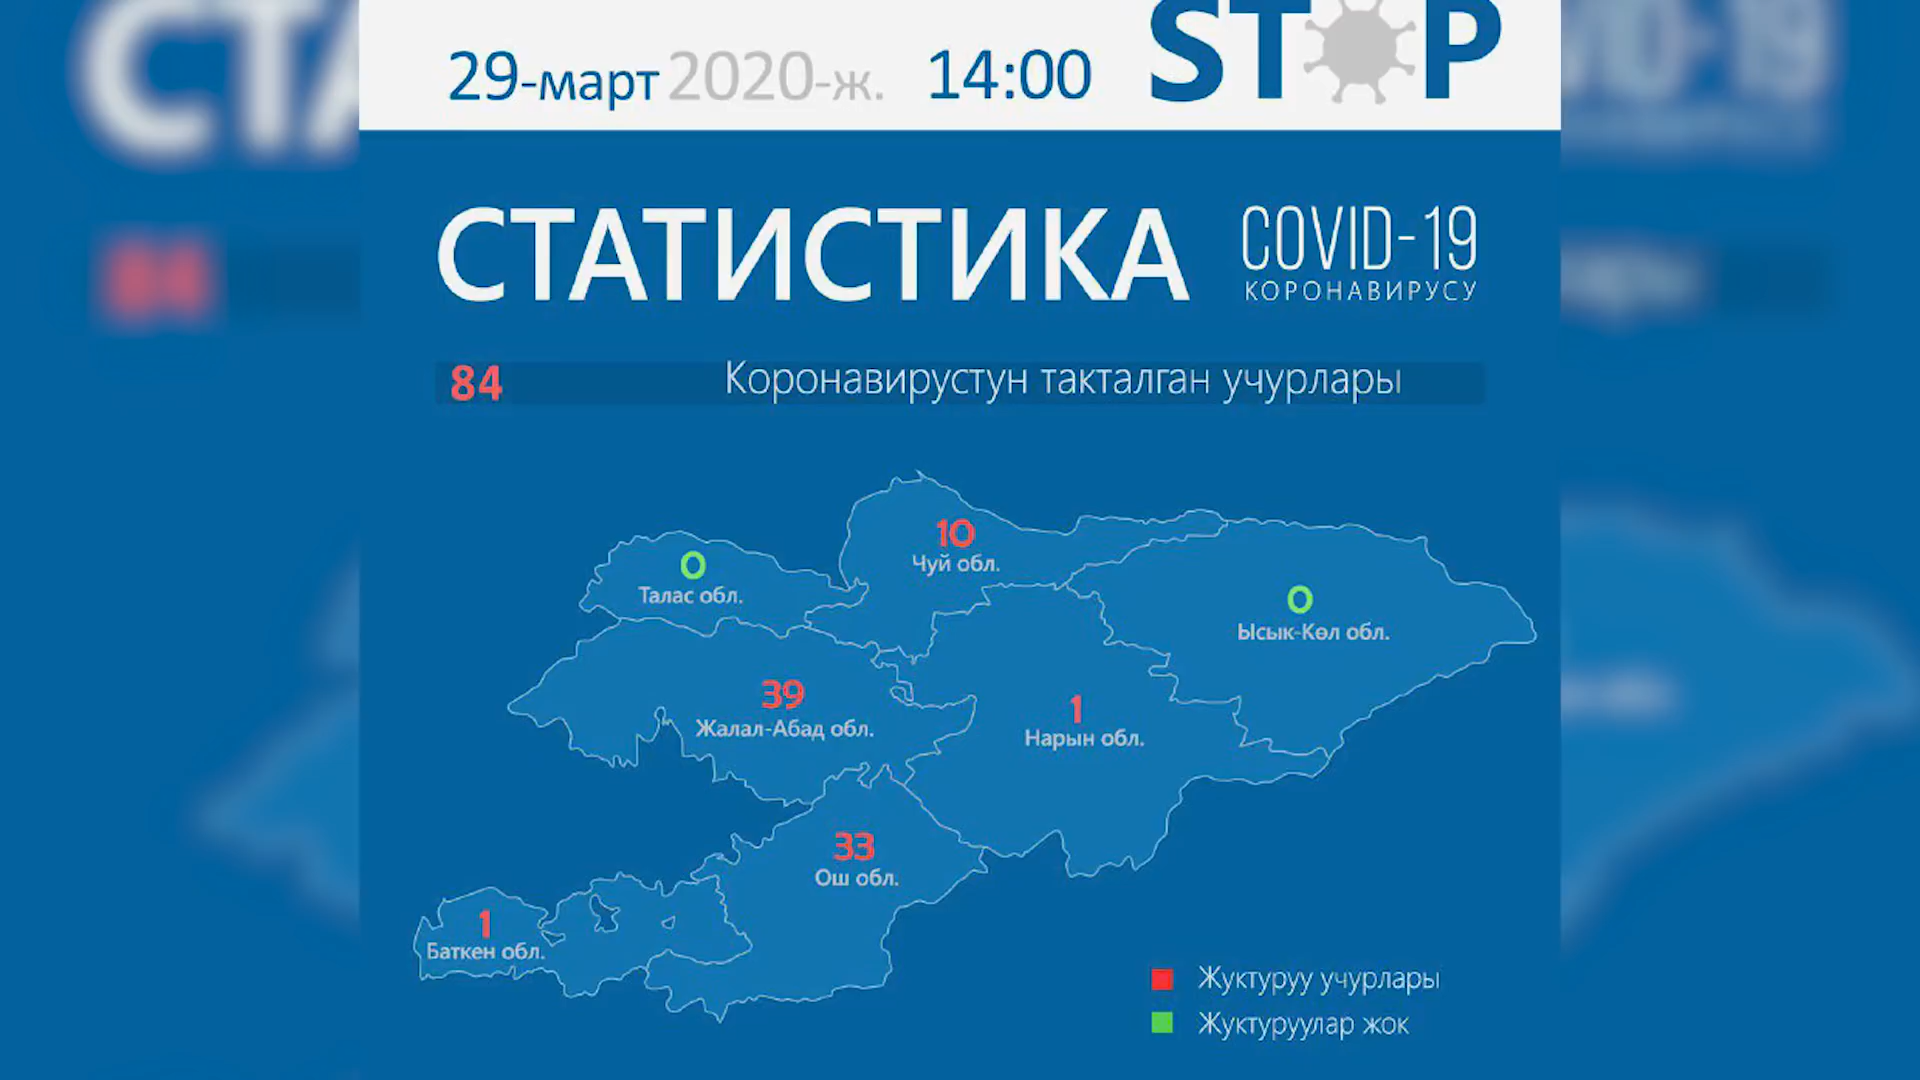 29-март 2020-ж. 14:00 STOP
СТАТИСТИКА
COVID-19
КОРОНАВИРУСУ
84 Коронавирустун такталган учурлары
10
Чуй обл.
0
Талас обл.
0
Ысык-Көл обл.
39
Жалал-Абад обл.
1
Нарын обл.
33
Ош обл.
1
Баткен обл.
Жуктуруу учурлары
Жуктуруулар жок